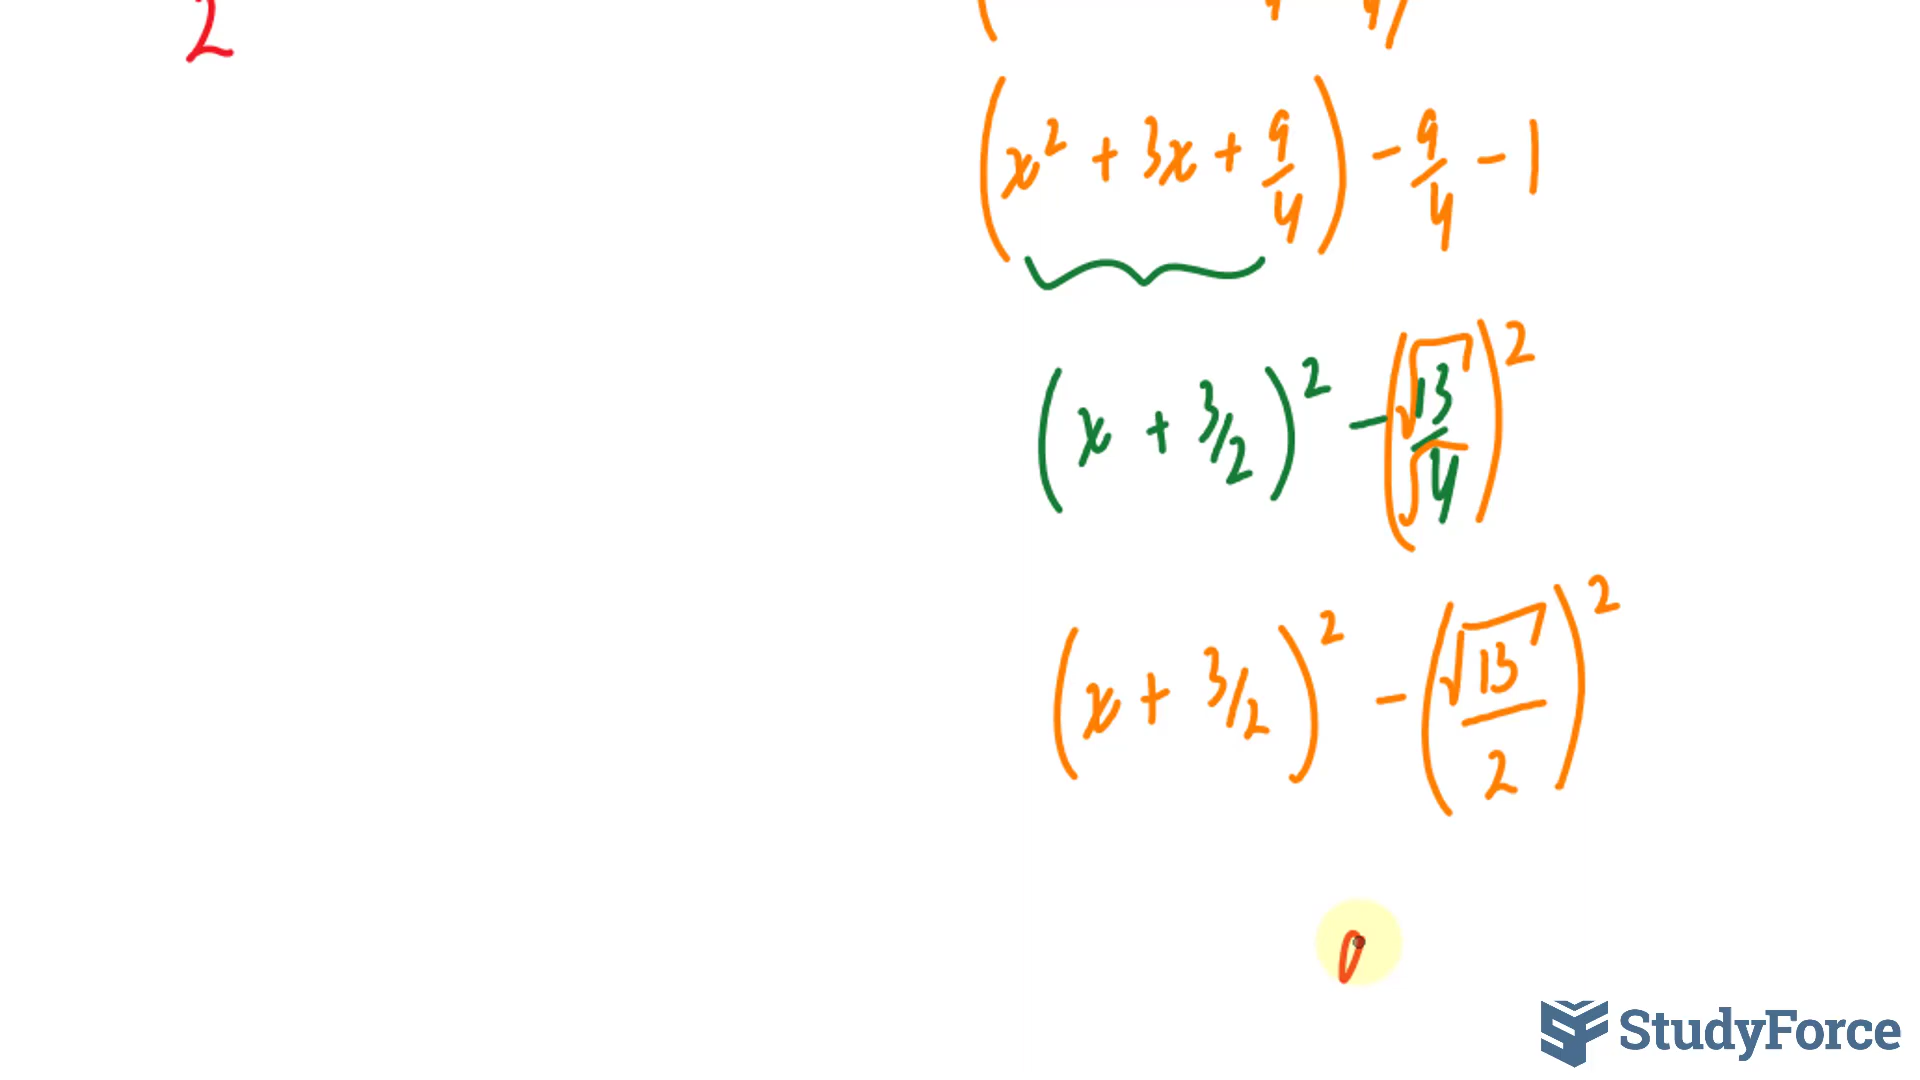 2
(x² + 3x + 9/4) - 9/4 - 1
(x + 3/2)² - (√13/√4)²
(x + 3/2)² - (√13/2)²
StudyForce